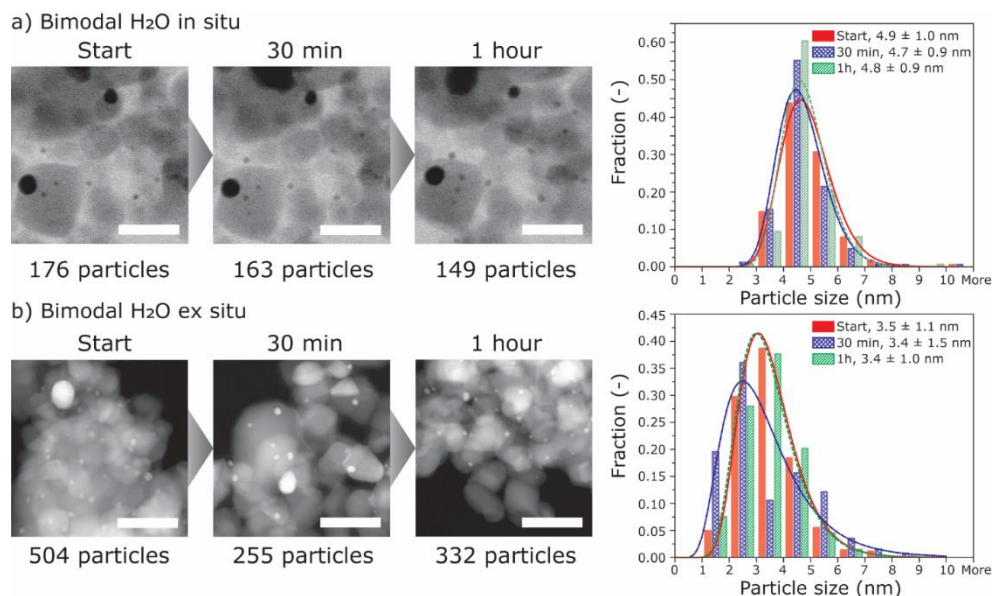 a) Bimodal H₂O in situ
Start
30 min
1 hour
176 particles
163 particles
149 particles
Start, 4.9 ± 1.0 nm
30 min, 4.7 ± 0.9 nm
1h, 4.8 ± 0.9 nm
Fraction (-)
0.60
0.50
0.45
0.30
0.20
0.10
0.00
0 1 2 3 4 5 6 7 8 9 10 More
Particle size (nm)
b) Bimodal H₂O ex situ
Start
30 min
1 hour
504 particles
255 particles
332 particles
Start, 3.5 ± 1.1 nm
30 min, 3.4 ± 1.5 nm
1h, 3.4 ± 1.0 nm
Fraction (-)
0.45
0.40
0.30
0.25
0.20
0.15
0.05
0.00
0 1 2 3 4 5 6 7 8 9 10 More
Particle size (nm)